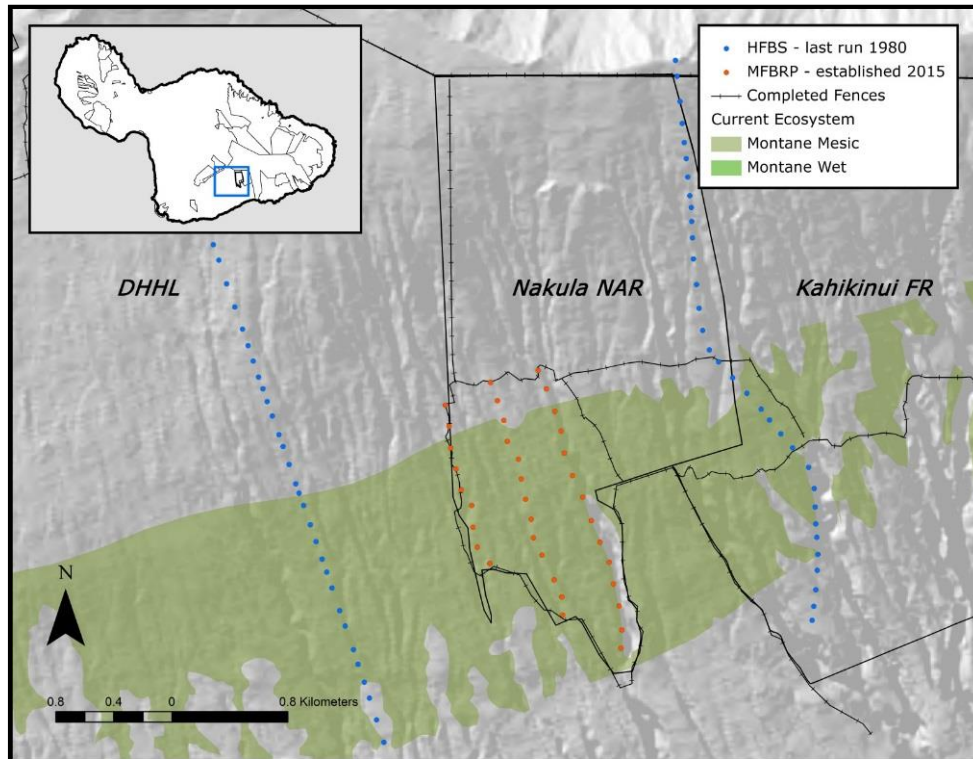 HFBS - last run 1980
MFBRP - established 2015
Completed Fences
Current Ecosystem
Montane Mesic
Montane Wet
DHHL
Nakula NAR
Kahikinui FR
N
0.8 0.4 0 0.8 Kilometers